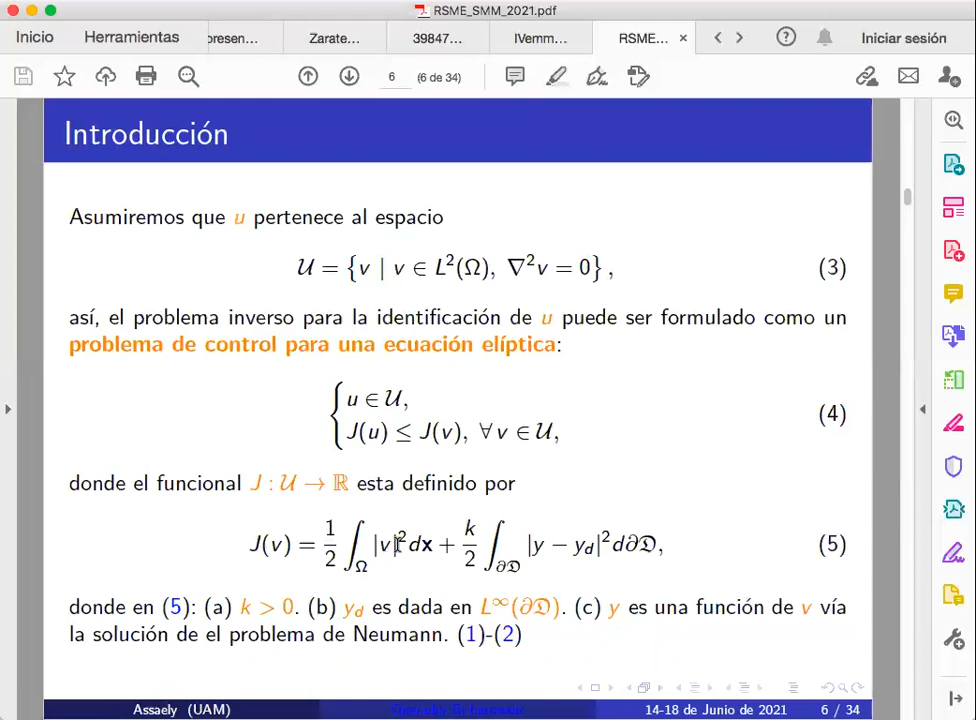 RSME_SMM_2021.pdf
Inicio Herramientas presen... Zarate... 39847... IVemm... RSME... × Iniciar sesión
6 (6 de 34)
Introducción
Asumiremos que u pertenece al espacio
𝒰 = {v | v ∈ L²(Ω), ∇²v = 0}, (3)
así, el problema inverso para la identificación de u puede ser formulado como un
problema de control para una ecuación elíptica:
{ u ∈ 𝒰,
J(u) ≤ J(v), ∀ v ∈ 𝒰, (4)
donde el funcional J : 𝒰 → ℝ esta definido por
J(v) = 1/2 ∫_Ω |v|² dx + k/2 ∫_∂𝔇 |y − y_d|² d∂𝔇, (5)
donde en (5): (a) k > 0. (b) y_d es dada en L^∞(∂𝔇). (c) y es una función de v vía
la solución de el problema de Neumann. (1)-(2)
Assaely (UAM) 14-18 de Junio de 2021 6 / 34